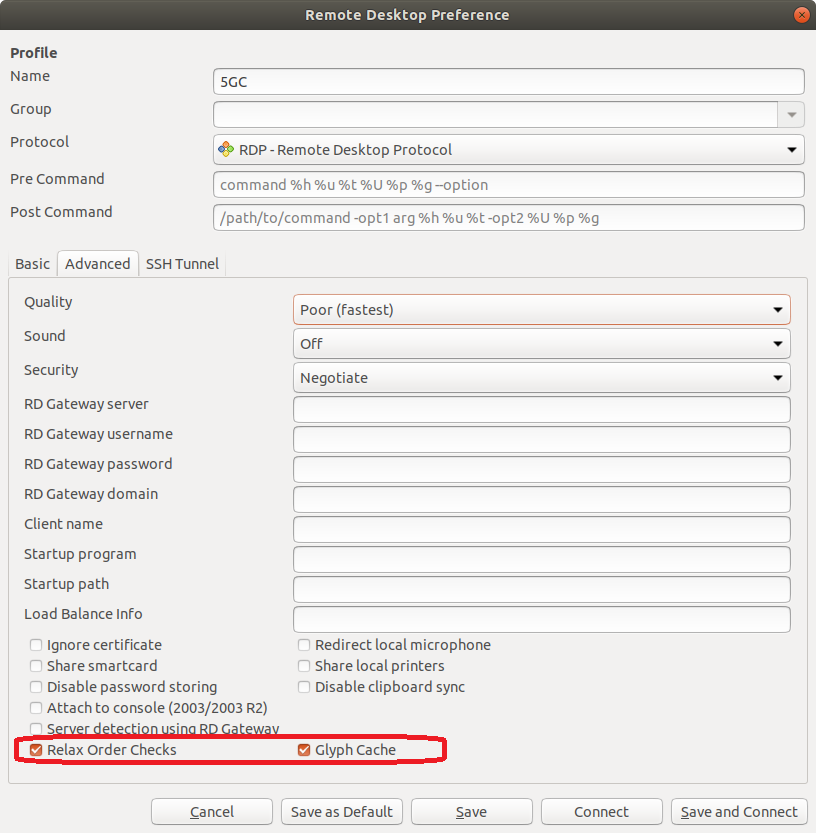 Remote Desktop Preference
Profile
Name 5GC
Group
Protocol RDP - Remote Desktop Protocol
Pre Command command %h %u %t %U %p %g --option
Post Command /path/to/command -opt1 arg %h %u %t -opt2 %U %p %g
Basic Advanced SSH Tunnel
Quality Poor (fastest)
Sound Off
Security Negotiate
RD Gateway server
RD Gateway username
RD Gateway password
RD Gateway domain
Client name
Startup program
Startup path
Load Balance Info
Ignore certificate Redirect local microphone
Share smartcard Share local printers
Disable password storing Disable clipboard sync
Attach to console (2003/2003 R2)
Server detection using RD Gateway
Relax Order Checks Glyph Cache
Cancel Save as Default Save Connect Save and Connect